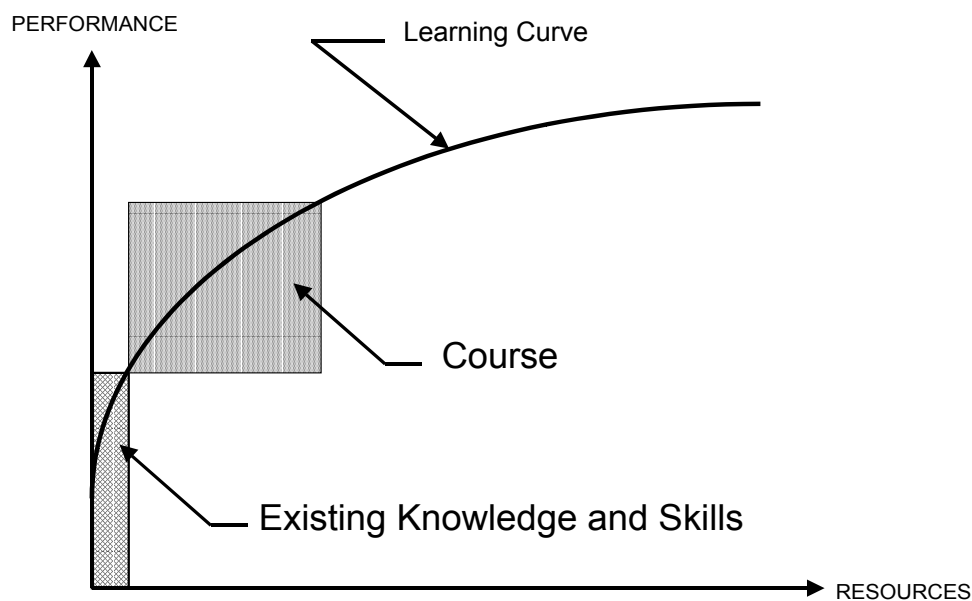 PERFORMANCE
Learning Curve
Course
Existing Knowledge and Skills
RESOURCES